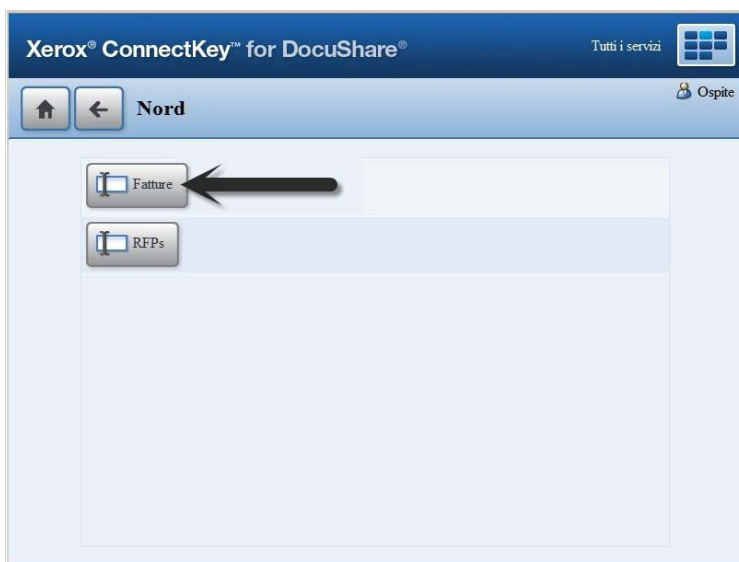 Xerox® ConnectKey™ for DocuShare®
Tutti i servizi
Ospite
Nord
Fatture
RFPs